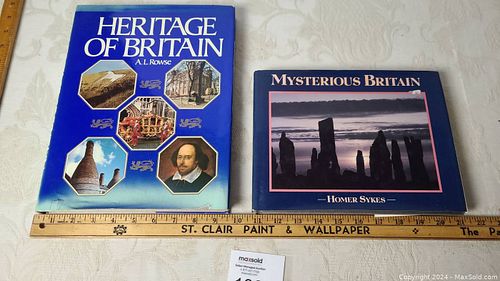 HERITAGE
OF BRITAIN
A. L. Rowse
MYSTERIOUS BRITAIN
— HOMER SYKES —
ST. CLAIR PAINT & WALLPAPER
The Pa
maxsold
Copyright © 2024 - MaxSold.com